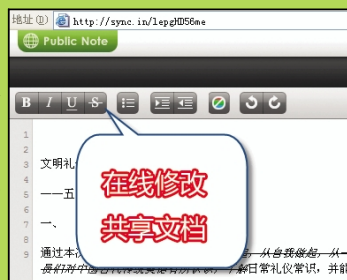 地址(D) http://sync.in/lepgHD56me
Public Note
B I U S
1
2
3 文明礼
4
5 ——五
6
7 一、
8
9 通过本
从自我做起，从一
日常礼仪常识，并能
在线修改
共享文档